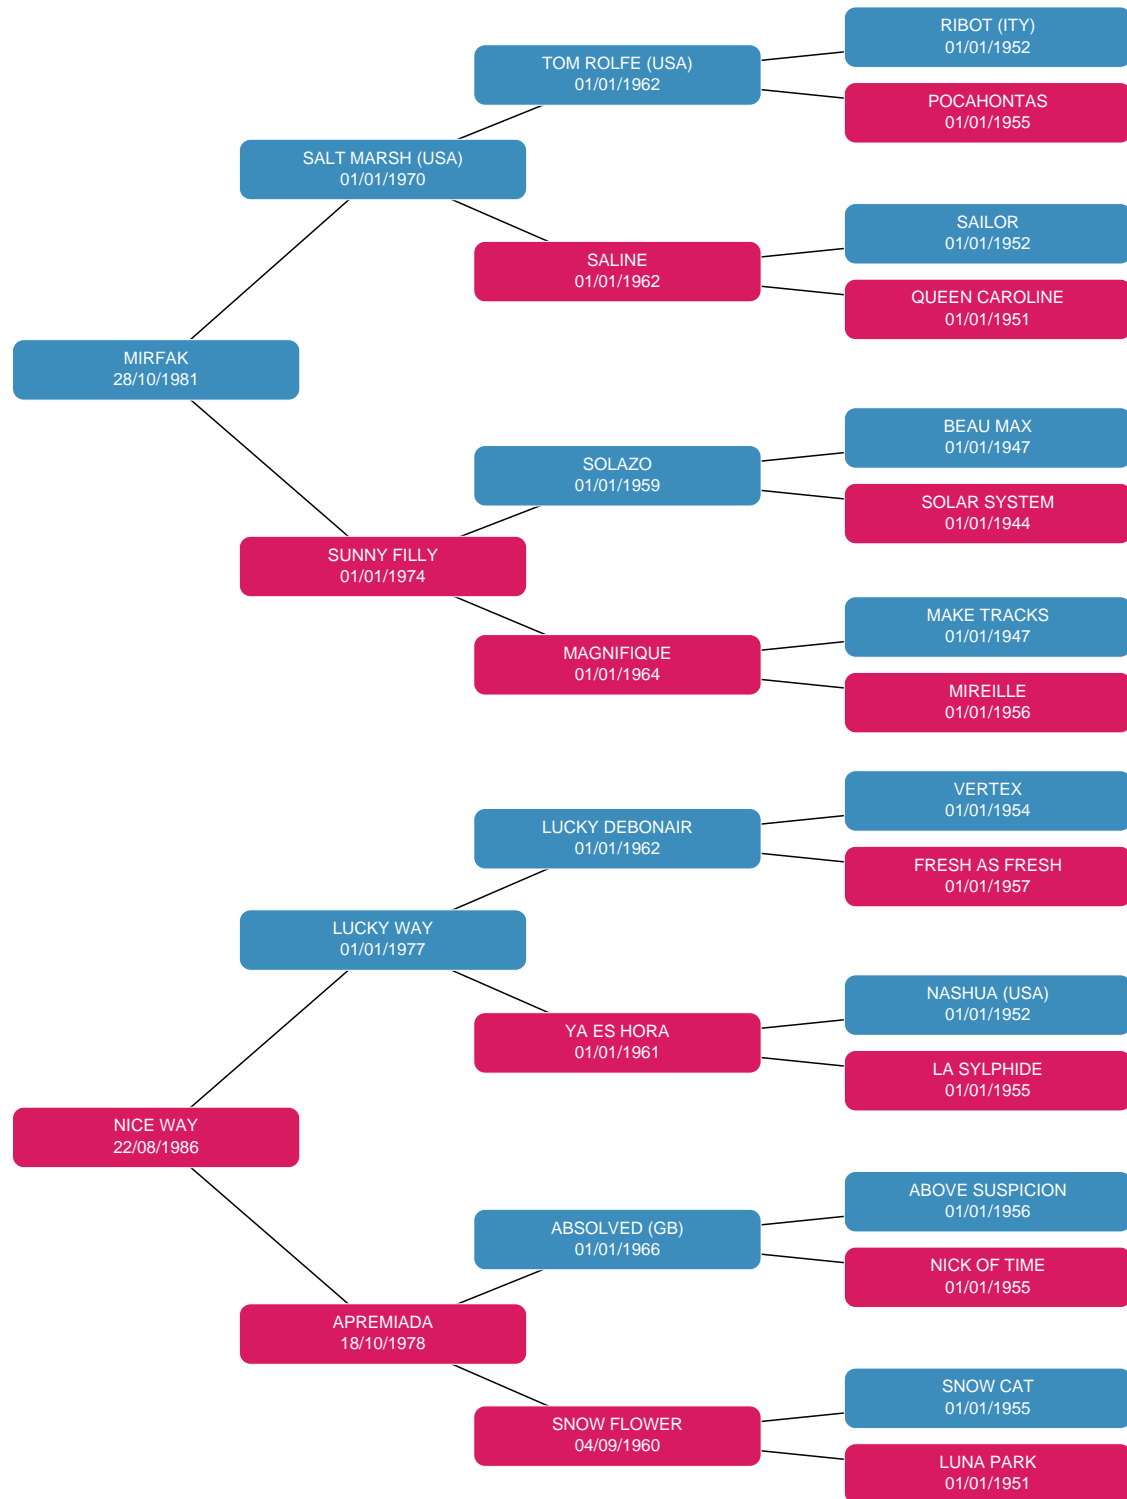 RIBOT (ITY)
01/01/1952
TOM ROLFE (USA)
01/01/1962
POCAHONTAS
01/01/1955
SALT MARSH (USA)
01/01/1970
SAILOR
01/01/1952
SALINE
01/01/1962
QUEEN CAROLINE
01/01/1951
MIRFAK
28/10/1981
BEAU MAX
01/01/1947
SOLAZO
01/01/1959
SOLAR SYSTEM
01/01/1944
SUNNY FILLY
01/01/1974
MAKE TRACKS
01/01/1947
MAGNIFIQUE
01/01/1964
MIREILLE
01/01/1956
VERTEX
01/01/1954
LUCKY DEBONAIR
01/01/1962
FRESH AS FRESH
01/01/1957
LUCKY WAY
01/01/1977
NASHUA (USA)
01/01/1952
YA ES HORA
01/01/1961
LA SYLPHIDE
01/01/1955
NICE WAY
22/08/1986
ABOVE SUSPICION
01/01/1956
ABSOLVED (GB)
01/01/1966
NICK OF TIME
01/01/1955
APREMIADA
18/10/1978
SNOW CAT
01/01/1955
SNOW FLOWER
04/09/1960
LUNA PARK
01/01/1951